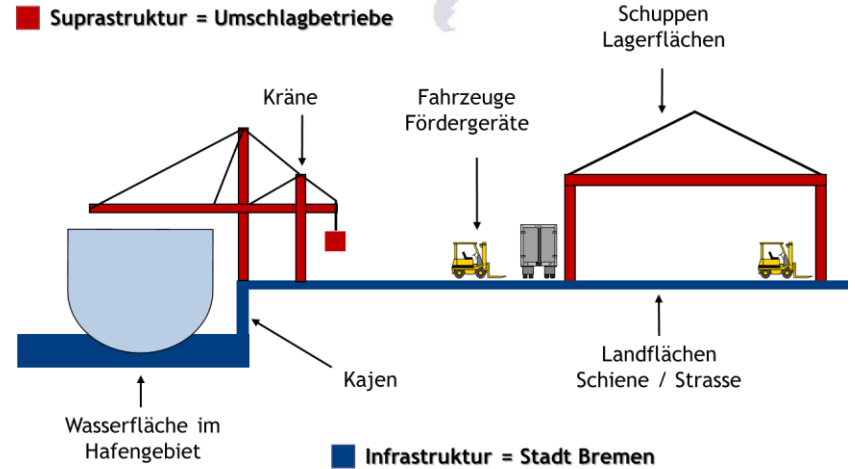 Suprastruktur = Umschlagbetriebe
Schuppen
Lagerflächen
Kräne
Fahrzeuge
Fördergeräte
Kajen
Landflächen
Schiene / Strasse
Wasserfläche im
Hafengebiet
Infrastruktur = Stadt Bremen